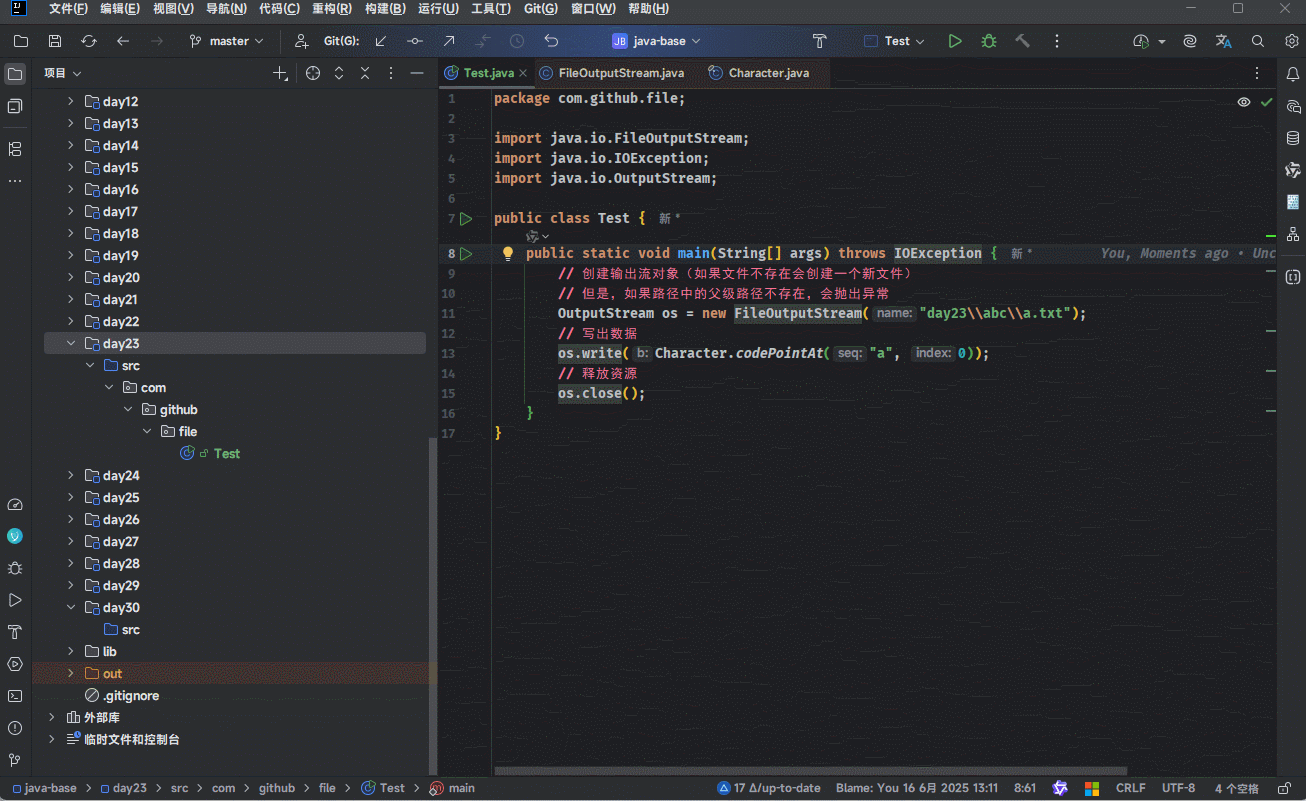 文件(F) 编辑(E) 视图(V) 导航(N) 代码(C) 重构(R) 构建(B) 运行(U) 工具(T) Git(G) 窗口(W) 帮助(H)
master Git(G): JB java-base Test
项目
Test.java FileOutputStream.java Character.java
day12
day13
day14
day15
day16
day17
day18
day19
day20
day21
day22
day23
src
com
github
file
Test
day24
day25
day26
day27
day28
day29
day30
src
lib
out
.gitignore
外部库
临时文件和控制台
1 package com.github.file;
2
3 import java.io.FileOutputStream;
4 import java.io.IOException;
5 import java.io.OutputStream;
6
7 public class Test { 新 *
8 public static void main(String[] args) throws IOException { 新 * You, Moments ago • Unc
9 // 创建输出流对象（如果文件不存在会创建一个新文件）
10 // 但是，如果路径中的父级路径不存在，会抛出异常
11 OutputStream os = new FileOutputStream( name: "day23\\abc\\a.txt");
12 // 写出数据
13 os.write( b: Character.codePointAt( seq: "a", index: 0));
14 // 释放资源
15 os.close();
16 }
17 }
java-base > day23 > src > com > github > file > Test > main 17 Δ/up-to-date Blame: You 16 6月 2025 13:11 8:61 CRLF UTF-8 4 个空格